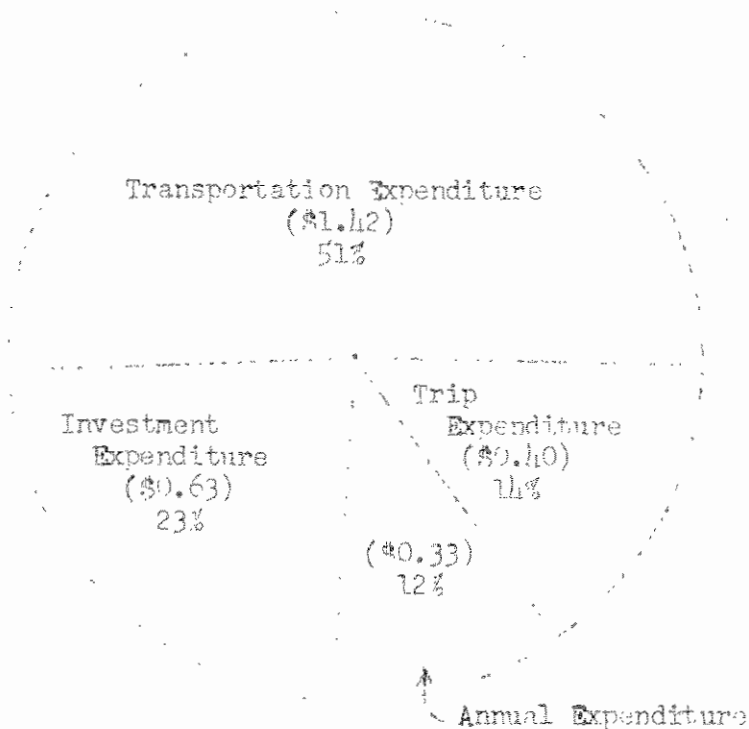 Transportation Expenditure
($1.42)
51%
Investment
Expenditure
($0.63)
23%
Trip
Expenditure
($0.40)
14%
($0.33)
12%
Annual Expenditure